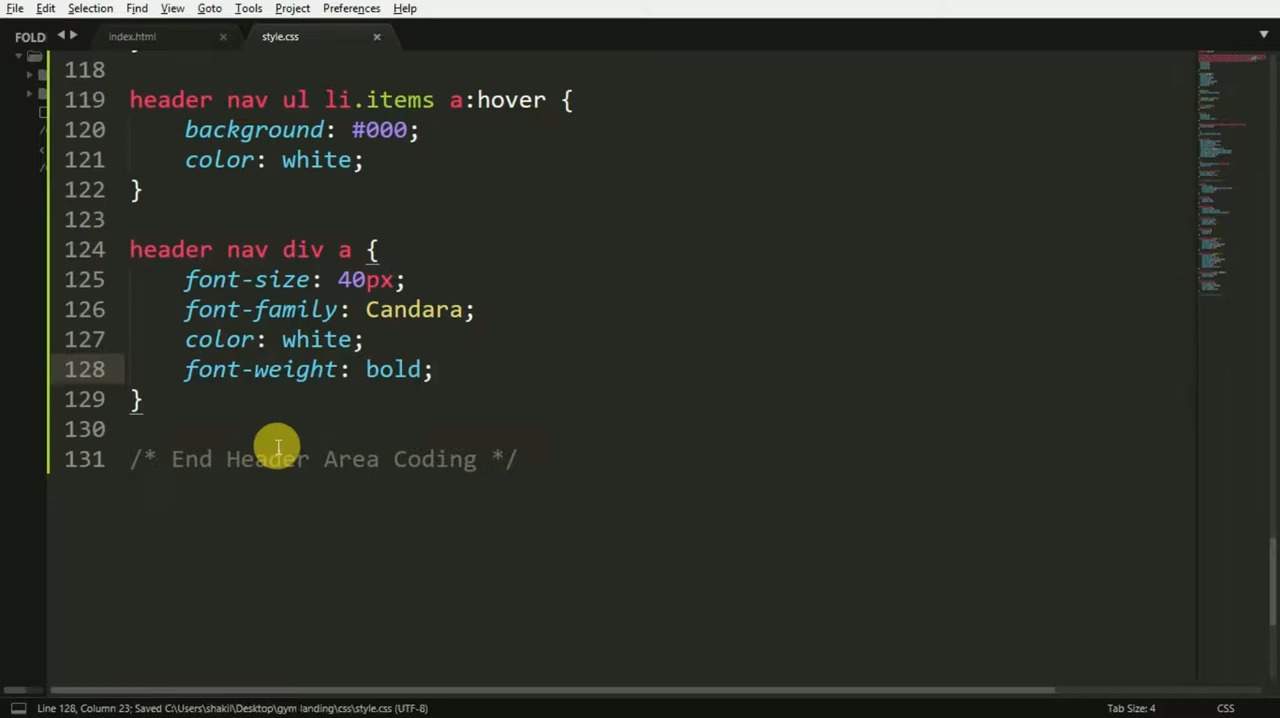 File Edit Selection Find View Goto Tools Project Preferences Help
FOLD index.html style.css
118
119 header nav ul li.items a:hover {
120 background: #000;
121 color: white;
122 }
123
124 header nav div a {
125 font-size: 40px;
126 font-family: Candara;
127 color: white;
128 font-weight: bold;
129 }
130
131 /* End Header Area Coding */
Line 128, Column 23; Saved C:\Users\shakil\Desktop\gym landing\css\style.css (UTF-8) Tab Size: 4 CSS